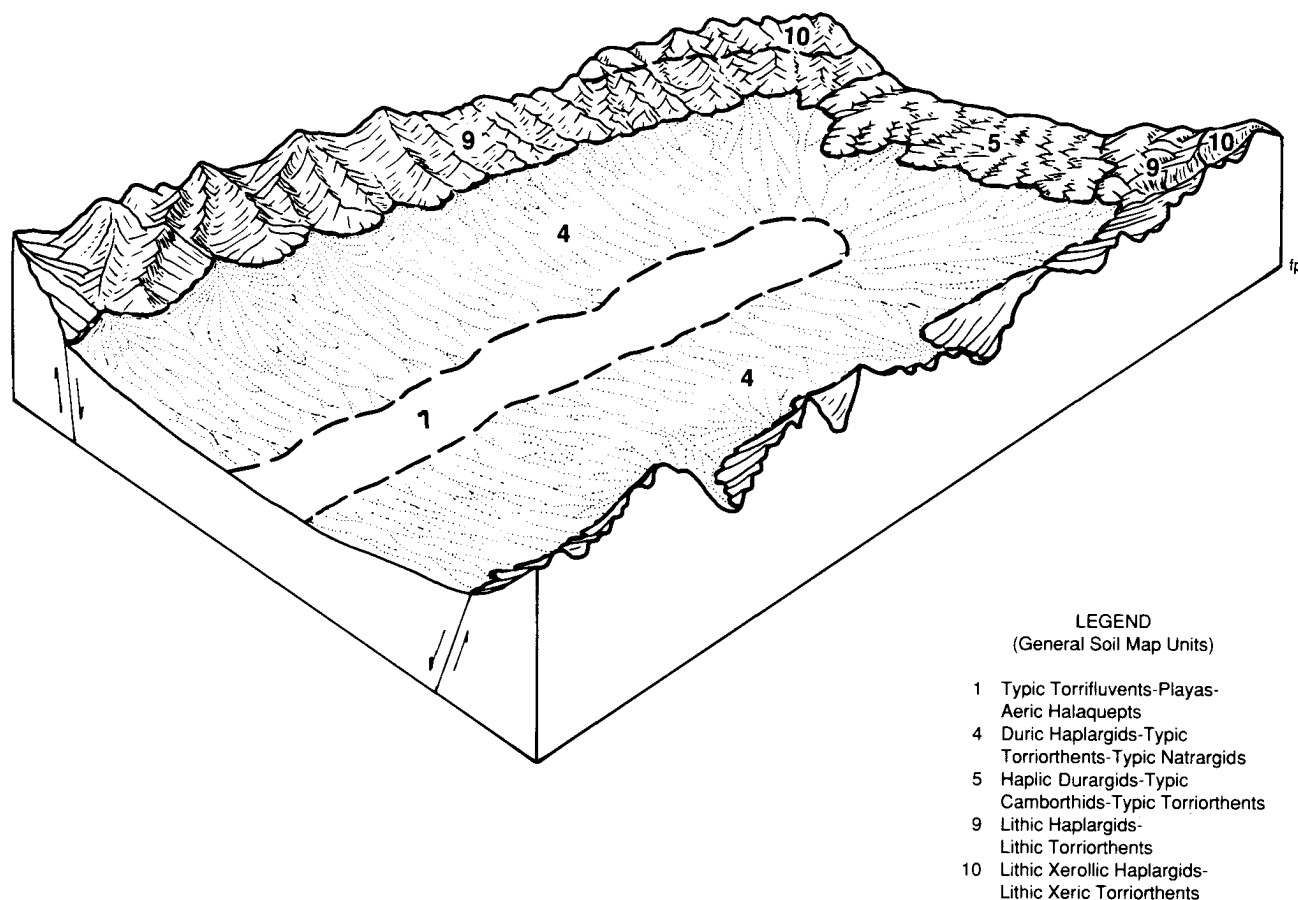 10
9
5
9
10
4
fp
4
1
LEGEND
(General Soil Map Units)
1 Typic Torrifluvents-Playas-
Aeric Halaquepts
4 Duric Haplargids-Typic
Torriorthents-Typic Natrargids
5 Haplic Durargids-Typic
Camborthids-Typic Torriorthents
9 Lithic Haplargids-
Lithic Torriorthents
10 Lithic Xerollic Haplargids-
Lithic Xeric Torriorthents